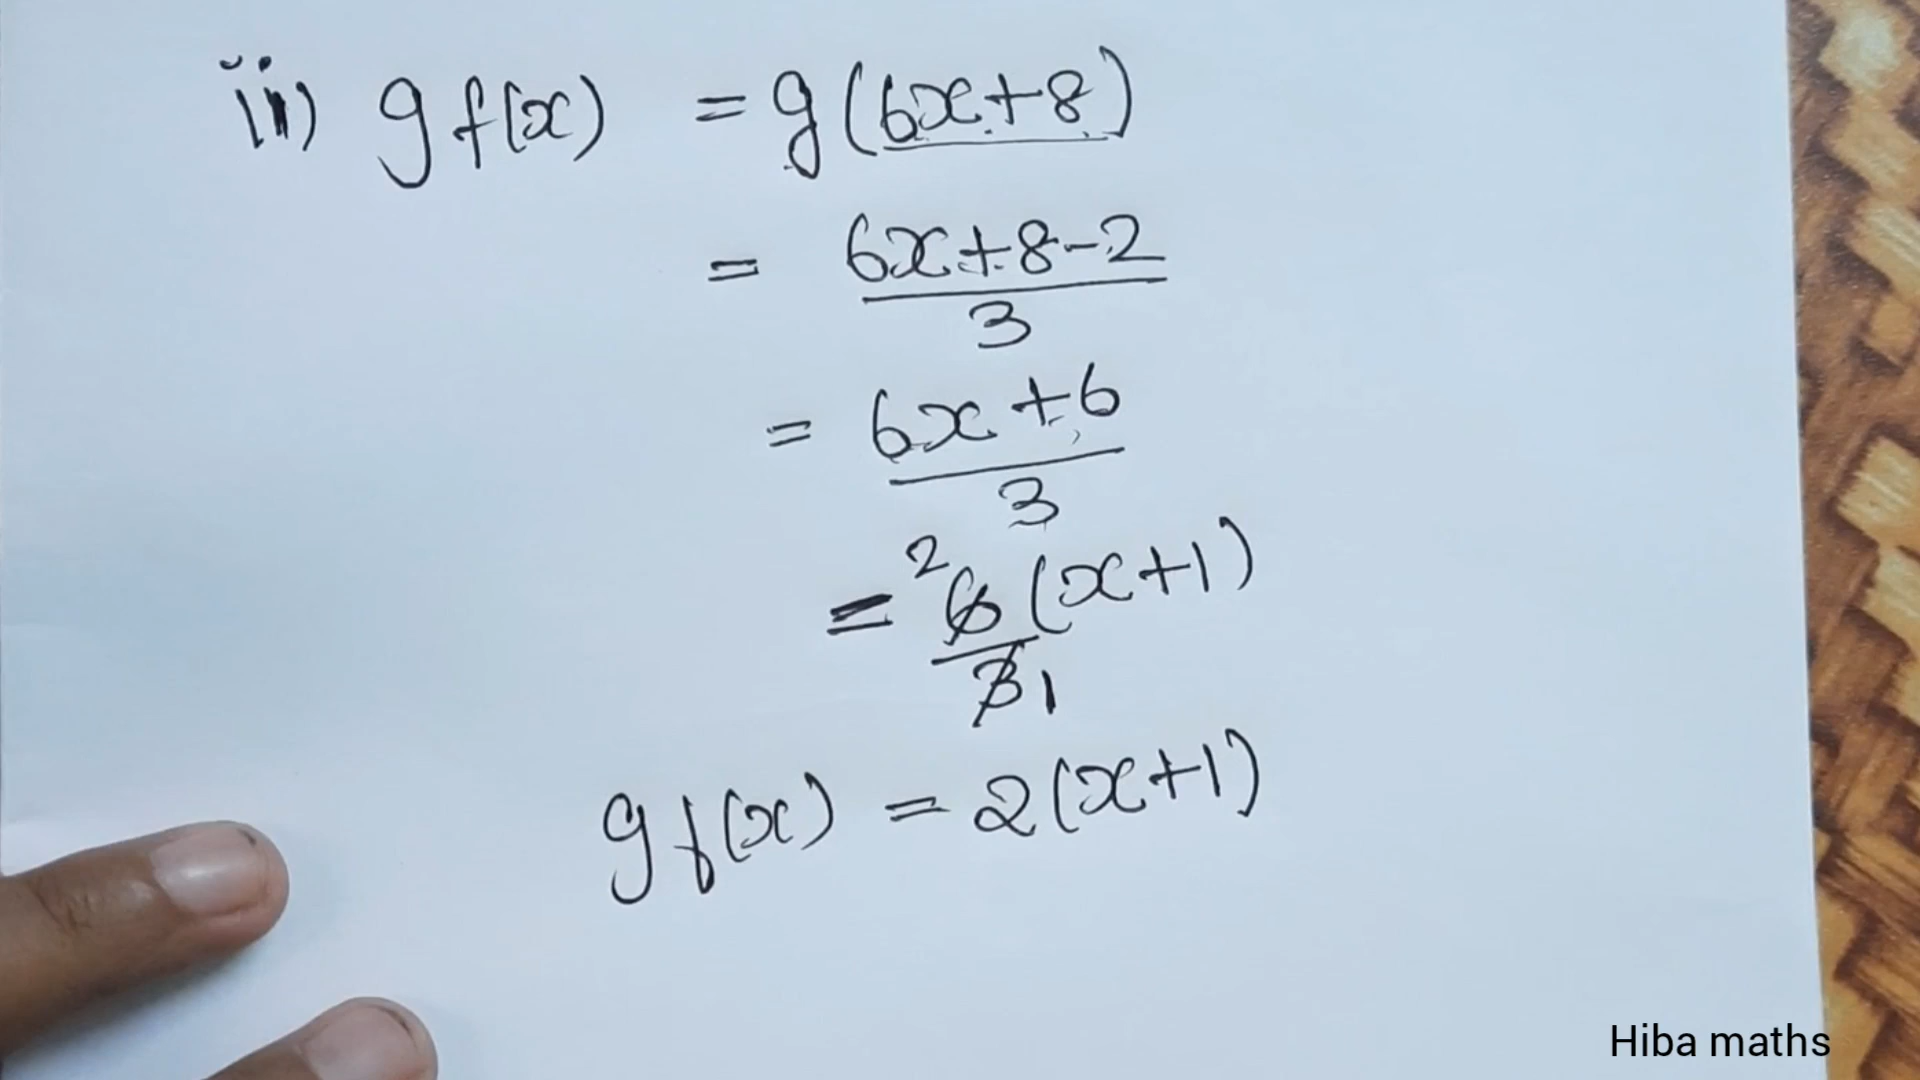 ii) gf(x) = g(6x+8)
= 6x+8-2
3
= 6x+6
3
= 2 6 (x+1)
3 1
gf(x) = 2(x+1)
Hiba maths